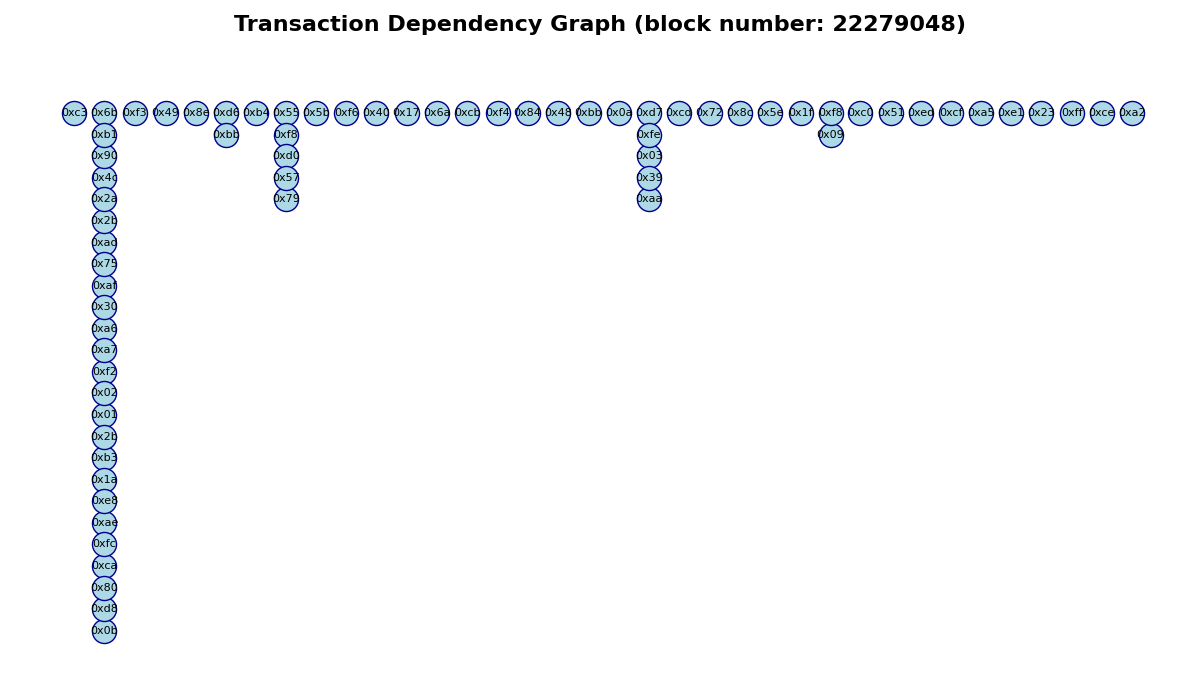 Transaction Dependency Graph (block number: 22279048)
0xc3 0x6b 0xf3 0x49 0x8e 0xd6 0xb4 0x55 0x5b 0xf6 0x40 0x17 0x6a 0xcb 0xf4 0x84 0x48 0xbb 0x0a 0xd7 0xcd 0x72 0x8c 0x5e 0x1f 0xf8 0xc0 0x51 0xed 0xcf 0xa5 0xe1 0x23 0xff 0xce 0xa2
0xb1 0xbb 0xf8 0xfe 0x09
0x90 0xd0 0x03
0x4c 0x57 0x39
0x2a 0x79 0xaa
0x2b
0xad
0x75
0xaf
0x30
0xa6
0xa7
0xf2
0x02
0x01
0x2b
0xb3
0x1a
0xe8
0xae
0xfc
0xca
0x80
0xd8
0x0b